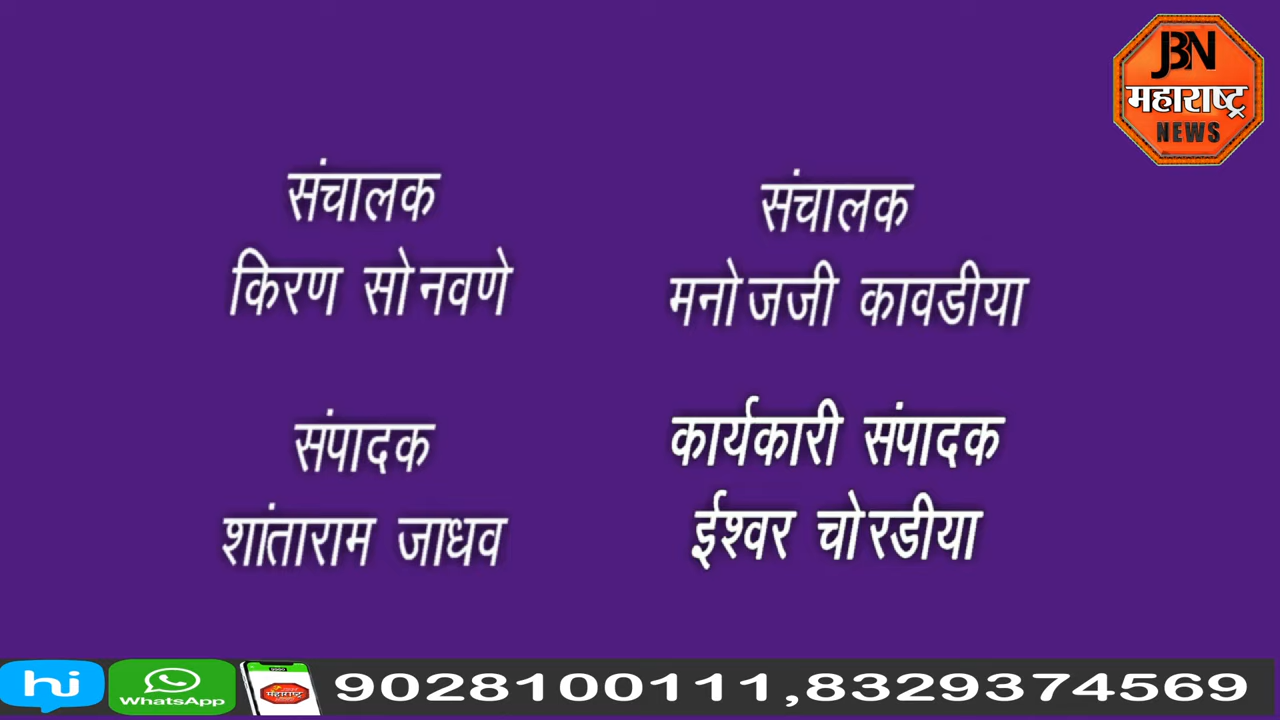 JBN
महाराष्ट्र
NEWS
संचालक
किरण सोनवणे
संचालक
मनोजजी कावडीया
संपादक
शांताराम जाधव
कार्यकारी संपादक
ईश्वर चोरडीया
hi
WhatsApp
महाराष्ट्र
9028100111,8329374569